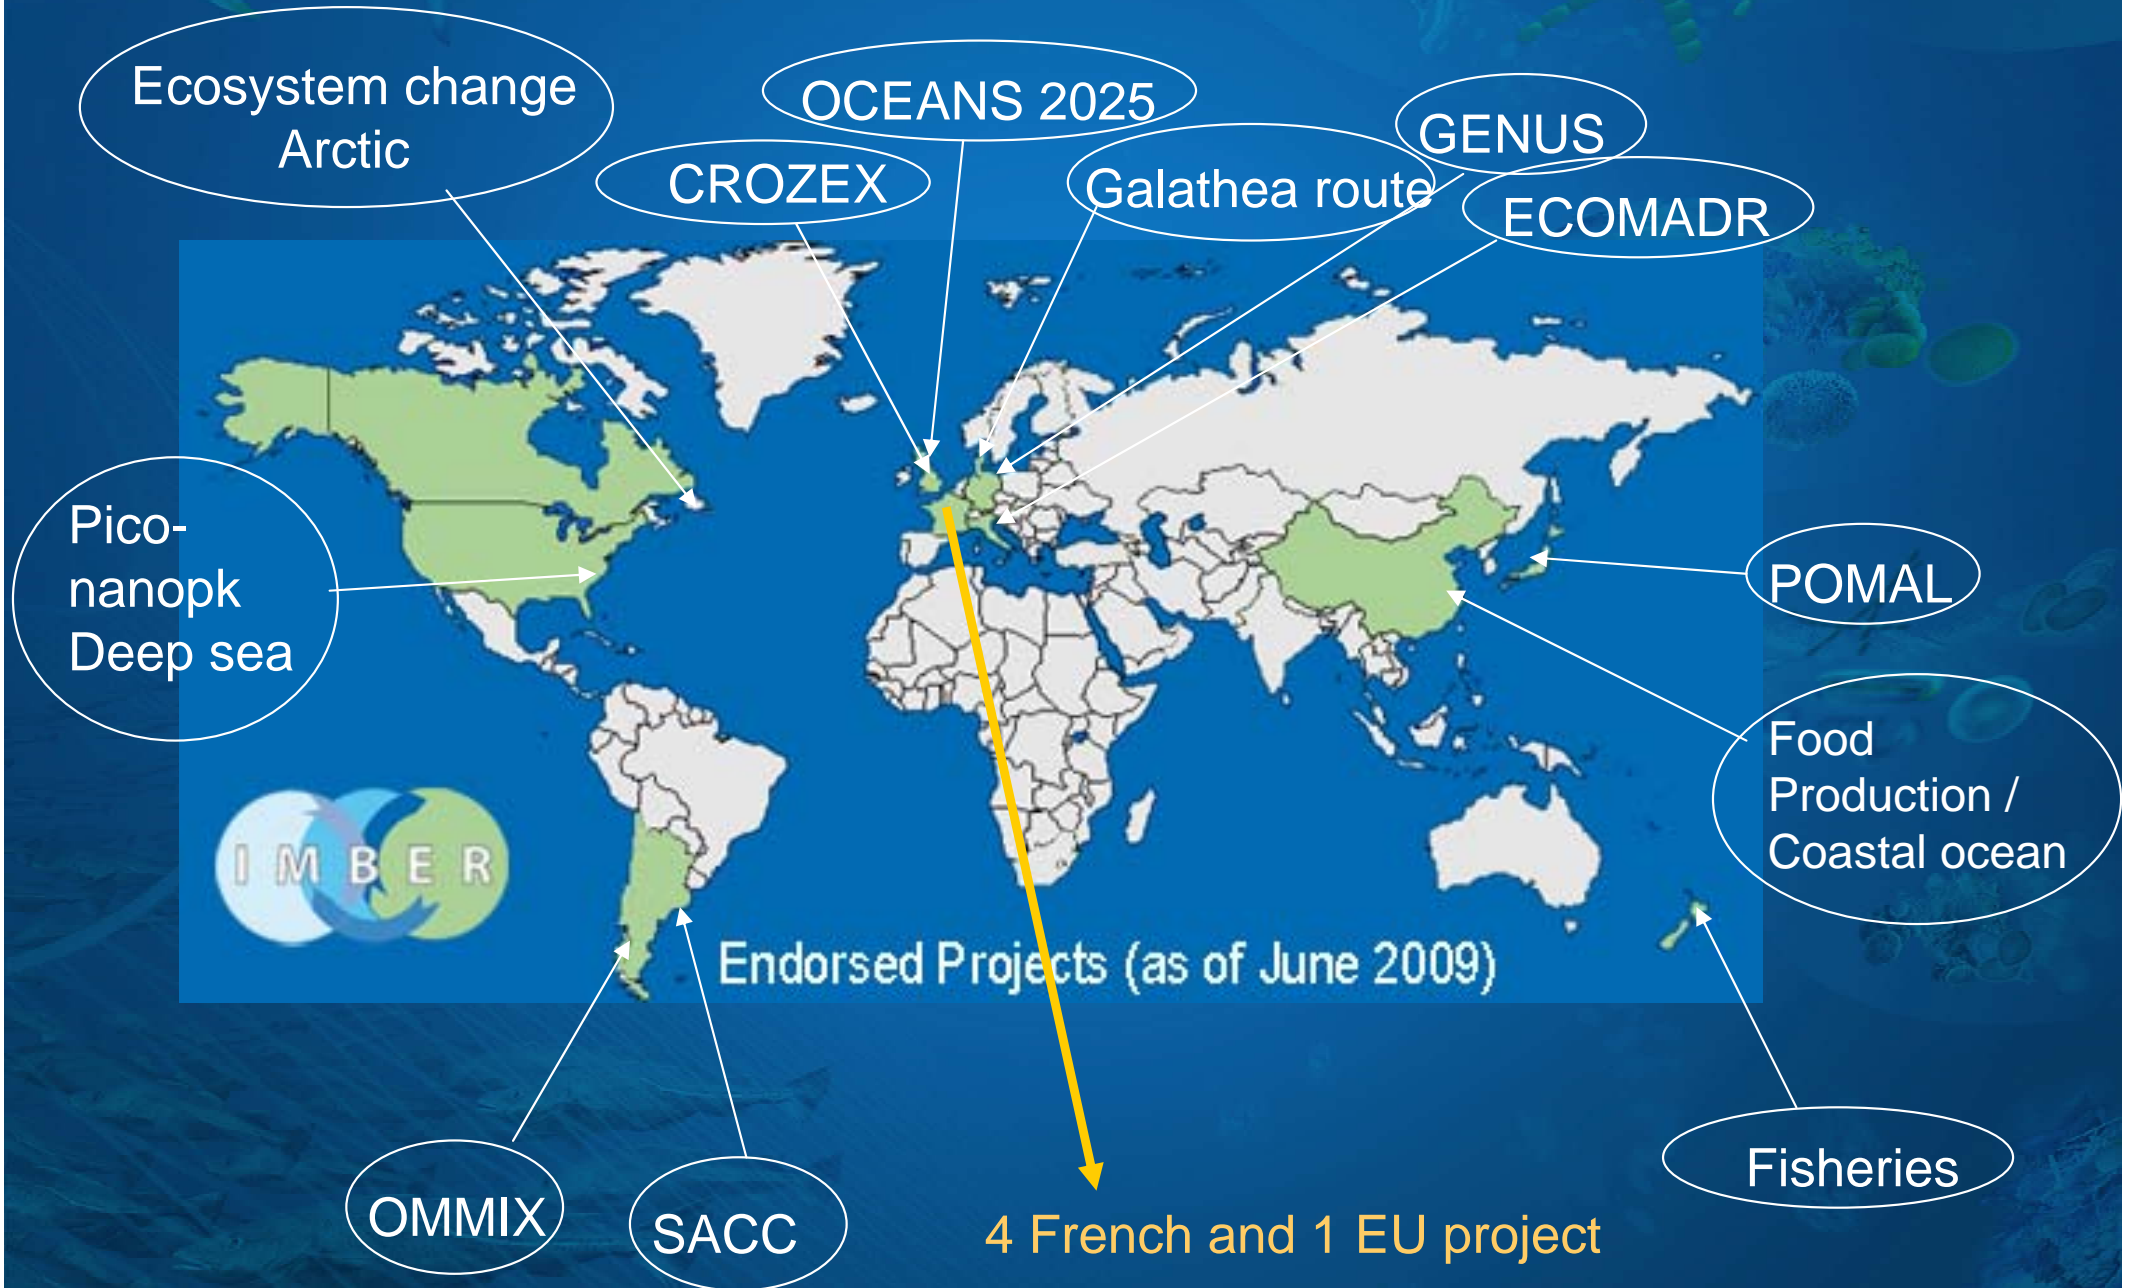 Ecosystem change
Arctic
OCEANS 2025
CROZEX
Galathea route
GENUS
ECOMADR
Pico-
nanopk
Deep sea
POMAL
Food
Production /
Coastal ocean
IMBER
Endorsed Projects (as of June 2009)
OMMIX
SACC
4 French and 1 EU project
Fisheries